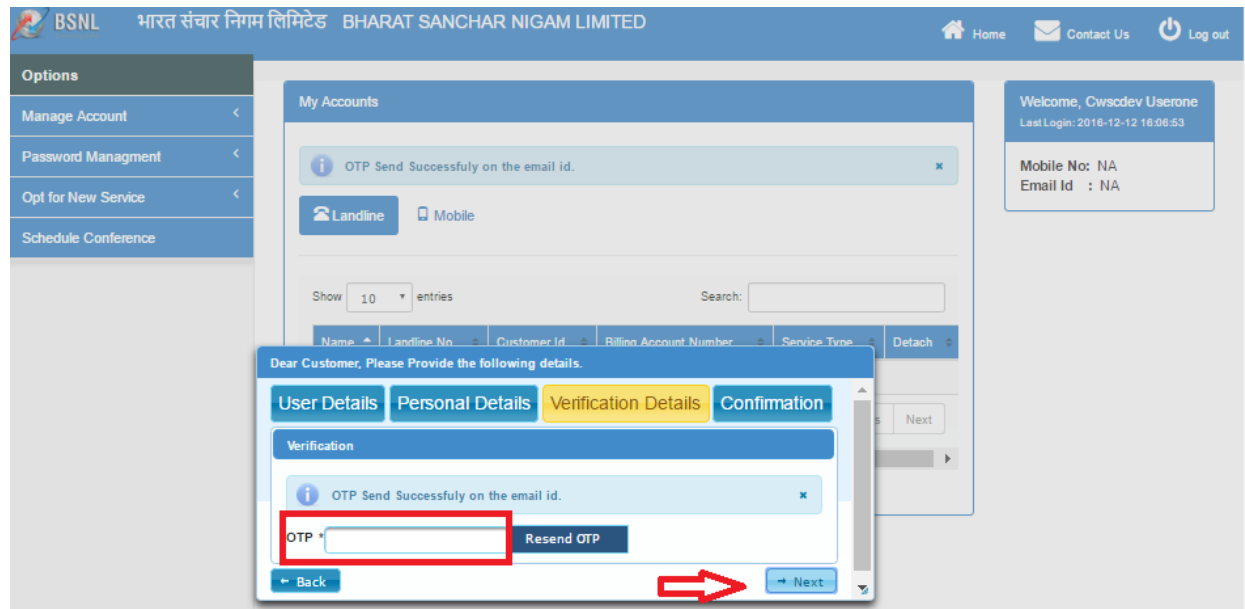 BSNL भारत संचार निगम लिमिटेड BHARAT SANCHAR NIGAM LIMITED
Home Contact Us Log out
Options
Manage Account
Password Managment
Opt for New Service
Schedule Conference
My Accounts
OTP Send Successfuly on the email id.
Landline Mobile
Show 10 entries Search:
Name Landline No Customer Id Billing Account Number Service Type Detach
Next
Welcome, Cwscdev Userone
Last Login: 2016-12-12 16:06:53
Mobile No: NA
Email Id : NA
Dear Customer, Please Provide the following details.
User Details Personal Details Verification Details Confirmation
Verification
OTP Send Successfuly on the email id.
OTP * Resend OTP
Back Next